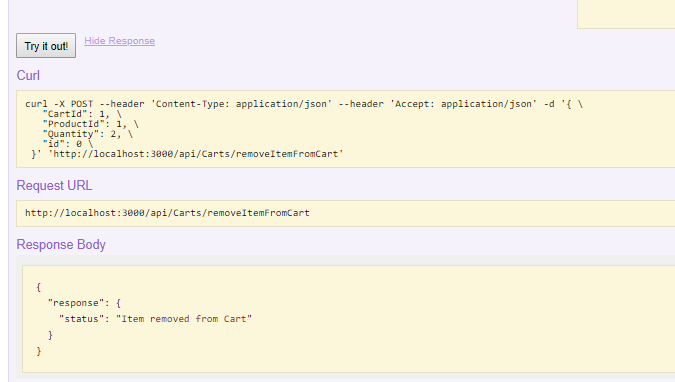 Try it out!
Hide Response
Curl
curl -X POST --header 'Content-Type: application/json' --header 'Accept: application/json' -d '{ \
"CartId": 1, \
"ProductId": 1, \
"Quantity": 2, \
"id": 0 \
}' 'http://localhost:3000/api/Carts/removeItemFromCart'
Request URL
http://localhost:3000/api/Carts/removeItemFromCart
Response Body
{
"response": {
"status": "Item removed from Cart"
}
}